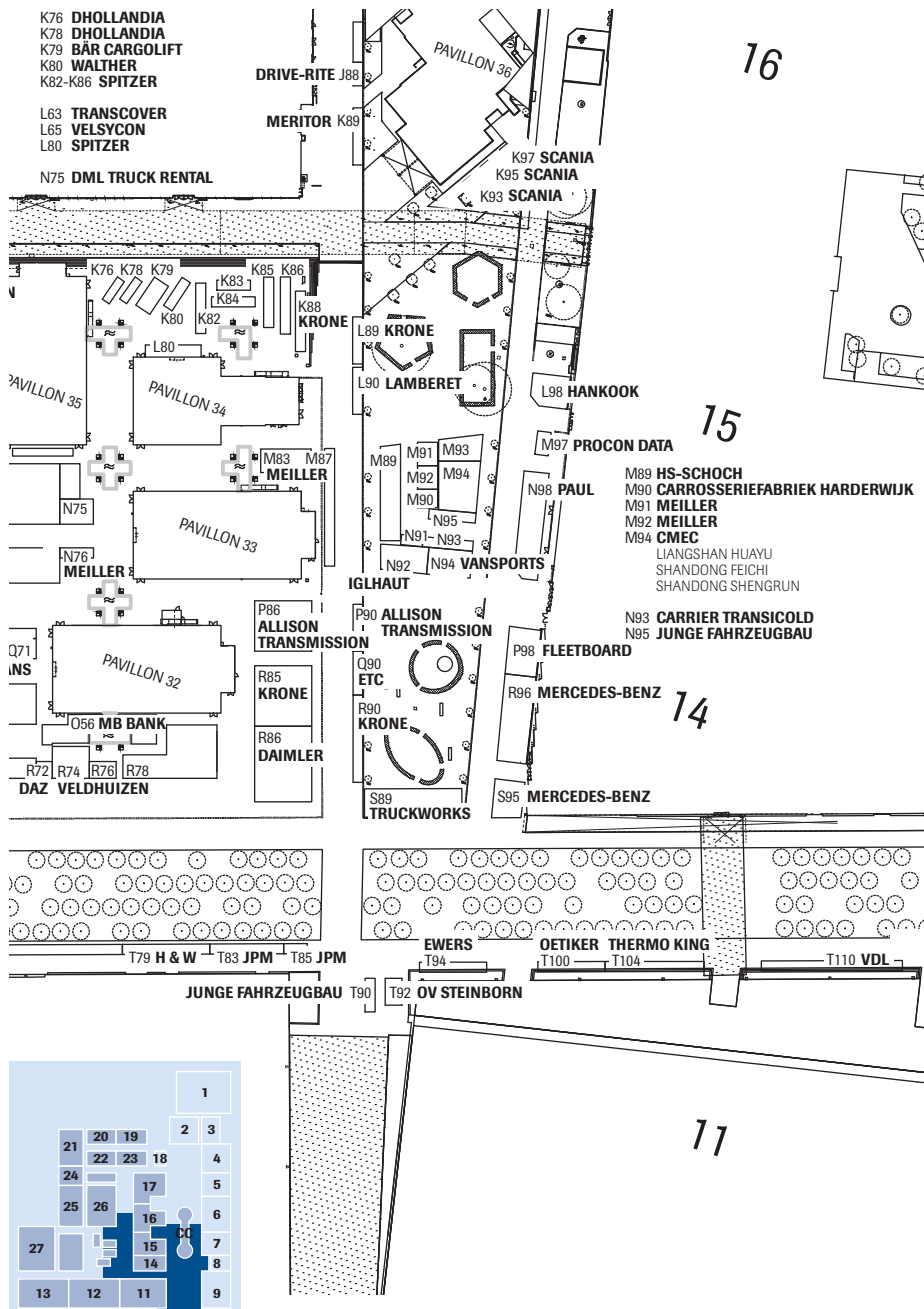 K76 DHOLLANDIA
K78 DHOLLANDIA
K79 BÄR CARGOLIFT
K80 WALTHER
K82-K86 SPITZER
L63 TRANSCOVER
L65 VELSYCON
L80 SPITZER
N75 DML TRUCK RENTAL
DRIVE-RITE J88
MERITOR K89
PAVILLON 36
16
K97 SCANIA
K95 SCANIA
K93 SCANIA
K76 K78 K79 K85 K86
K83
K84
K80 K82
K88
KRONE
N
L89 KRONE
L80
L90 LAMBERET
L98 HANKOOK
PAVILLON 35
PAVILLON 34
15
M97 PROCON DATA
M83 M87
MEILLER
M89
M91 M93
M92 M94
M90
N95
N91 N93
N98 PAUL
M89 HS-SCHOCH
M90 CARROSSERIEFABRIEK HARDERWIJK
M91 MEILLER
M92 MEILLER
M94 CMEC
LIANGSHAN HUAYU
SHANDONG FEICHI
SHANDONG SHENGRUN
N93 CARRIER TRANSICOLD
N95 JUNGE FAHRZEUGBAU
N75
PAVILLON 33
N76
MEILLER
N92 N94 VANSPORTS
IGLHAUT
P86
ALLISON
TRANSMISSION
P90 ALLISON
TRANSMISSION
Q71
ANS
PAVILLON 32
P98 FLEETBOARD
Q90
ETC
R85
KRONE
R96 MERCEDES-BENZ
R90
KRONE
14
O56 MB BANK
R86
DAIMLER
R72 R74 R76 R78
DAZ VELDHUIZEN
S89
TRUCKWORKS
S95 MERCEDES-BENZ
T79 H & W T83 JPM T85 JPM
EWERS
T94
OETIKER THERMO KING
T100 T104
T110 VDL
JUNGE FAHRZEUGBAU T90
T92 OV STEINBORN
11
1
2 3
20 19
21
4
22 23 18
24
17
5
25 26
16
6
CC
27
15
7
14
8
13 12 11 9